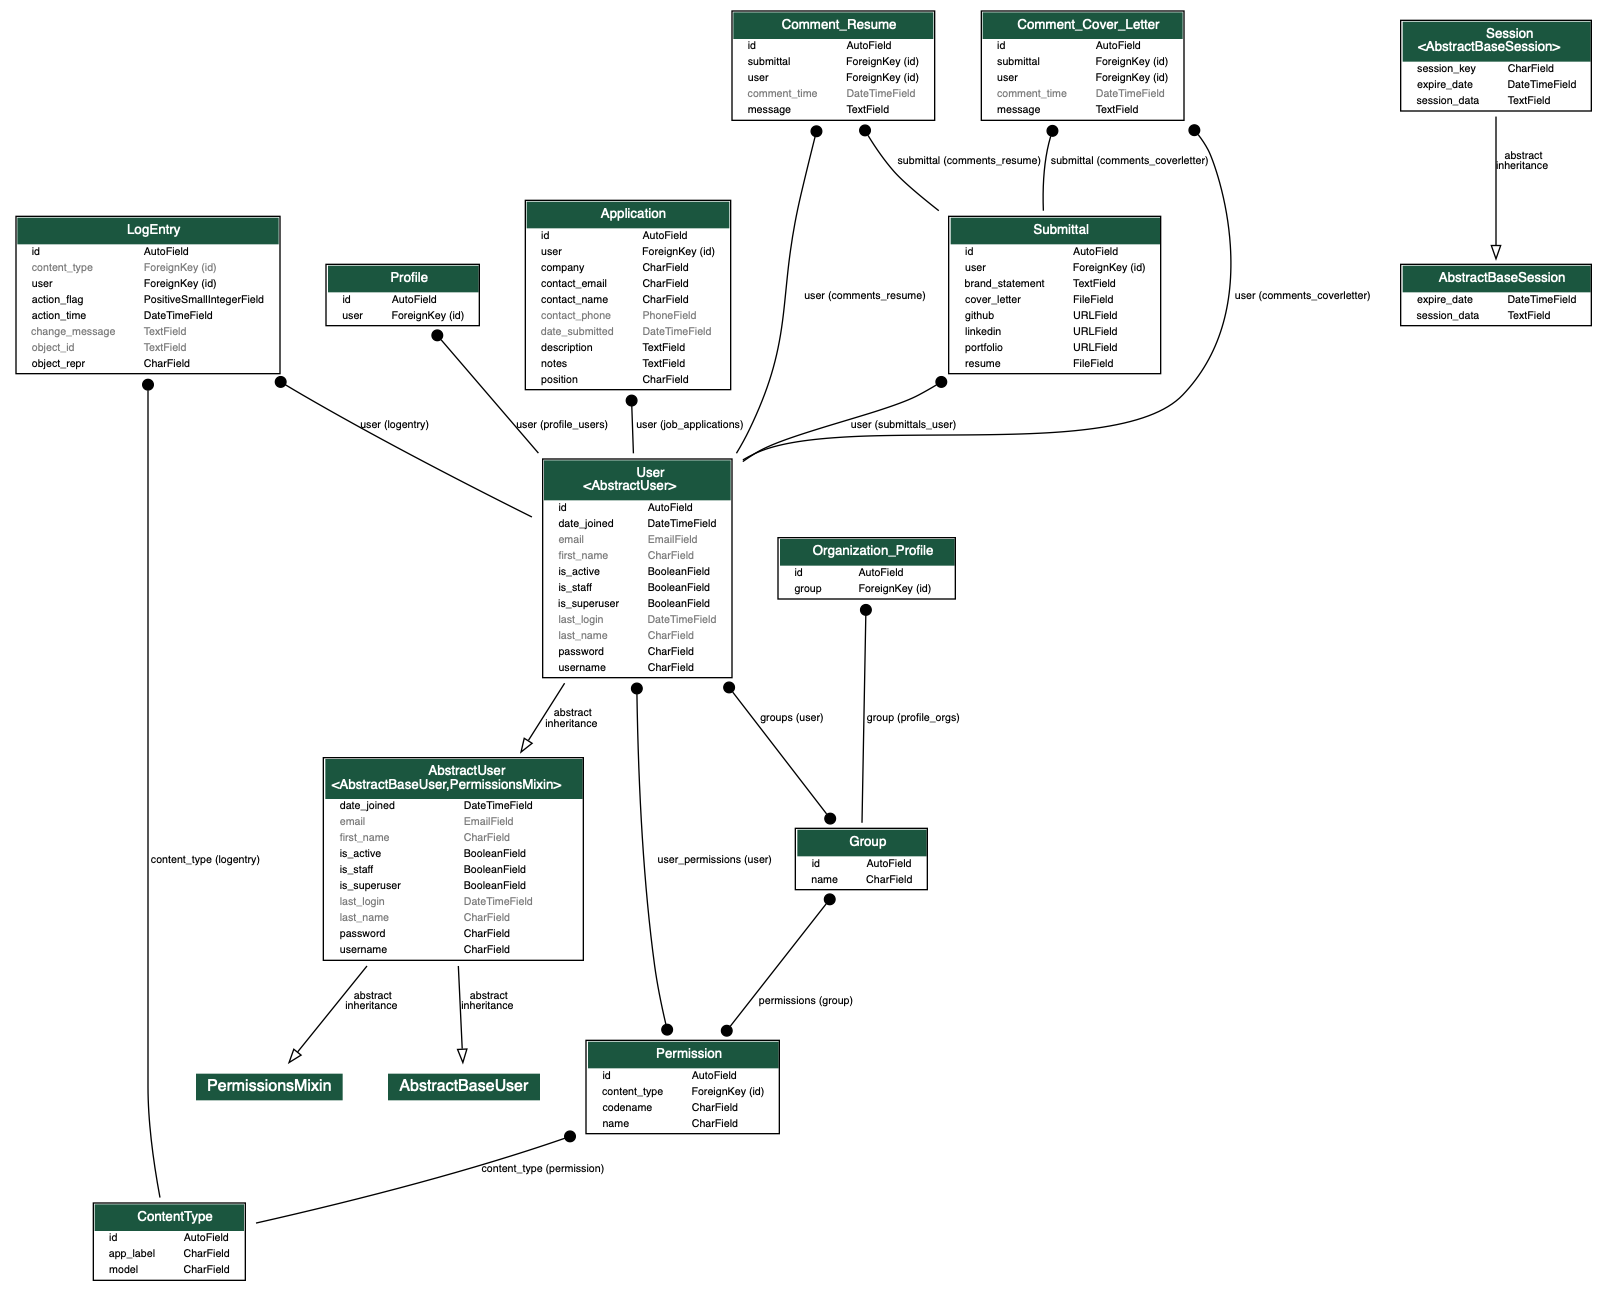 Comment_Resume
id AutoField
submittal ForeignKey (id)
user ForeignKey (id)
comment_time DateTimeField
message TextField
Comment_Cover_Letter
id AutoField
submittal ForeignKey (id)
user ForeignKey (id)
comment_time DateTimeField
message TextField
Session
<AbstractBaseSession>
session_key CharField
expire_date DateTimeField
session_data TextField
submittal (comments_resume)
submittal (comments_coverletter)
abstract
inheritance
LogEntry
id AutoField
content_type ForeignKey (id)
user ForeignKey (id)
action_flag PositiveSmallIntegerField
action_time DateTimeField
change_message TextField
object_id TextField
object_repr CharField
Profile
id AutoField
user ForeignKey (id)
Application
id AutoField
user ForeignKey (id)
company CharField
contact_email CharField
contact_name CharField
contact_phone PhoneField
date_submitted DateTimeField
description TextField
notes TextField
position CharField
user (comments_resume)
Submittal
id AutoField
user ForeignKey (id)
brand_statement TextField
cover_letter FileField
github URLField
linkedin URLField
portfolio URLField
resume FileField
user (comments_coverletter)
AbstractBaseSession
expire_date DateTimeField
session_data TextField
user (logentry)
user (profile_users)
user (job_applications)
user (submittals_user)
User
<AbstractUser>
id AutoField
date_joined DateTimeField
email EmailField
first_name CharField
is_active BooleanField
is_staff BooleanField
is_superuser BooleanField
last_login DateTimeField
last_name CharField
password CharField
username CharField
Organization_Profile
id AutoField
group ForeignKey (id)
abstract
inheritance
groups (user)
group (profile_orgs)
AbstractUser
<AbstractBaseUser,PermissionsMixin>
date_joined DateTimeField
email EmailField
first_name CharField
is_active BooleanField
is_staff BooleanField
is_superuser BooleanField
last_login DateTimeField
last_name CharField
password CharField
username CharField
content_type (logentry)
user_permissions (user)
Group
id AutoField
name CharField
abstract
inheritance
abstract
inheritance
permissions (group)
PermissionsMixin
AbstractBaseUser
Permission
id AutoField
content_type ForeignKey (id)
codename CharField
name CharField
content_type (permission)
ContentType
id AutoField
app_label CharField
model CharField